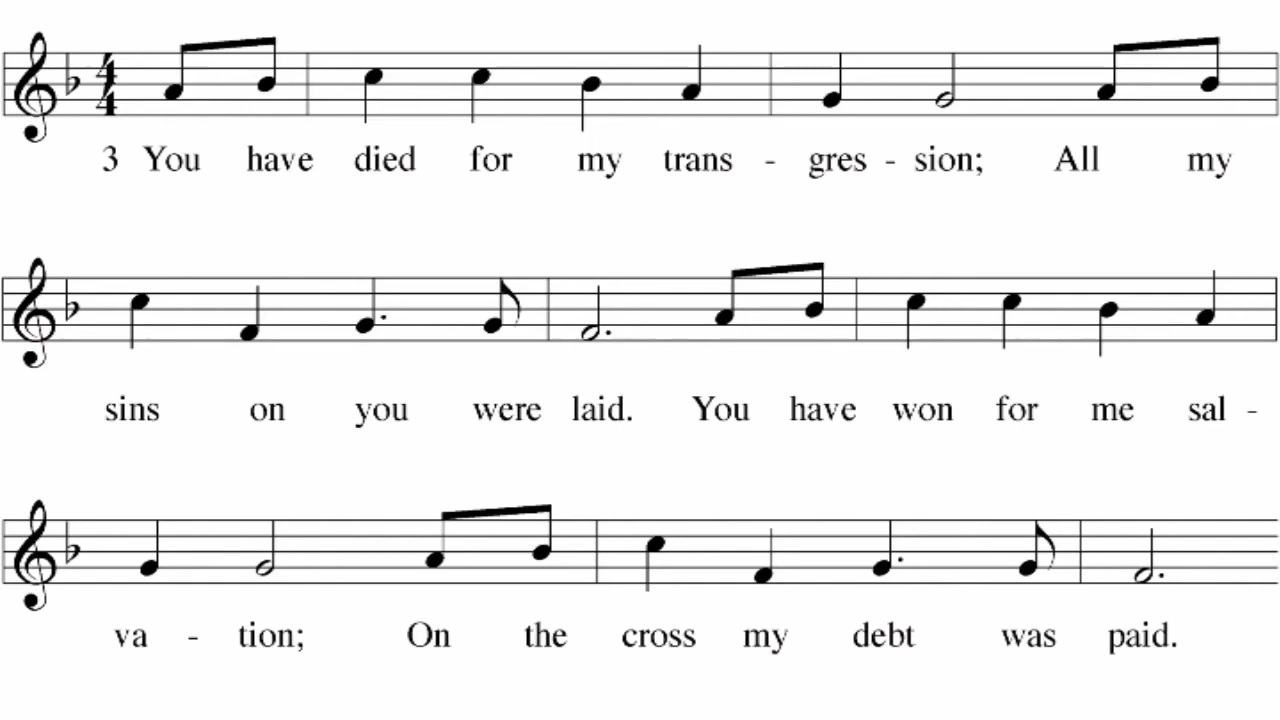 3 You have died for my trans - gres - sion; All my
sins on you were laid. You have won for me sal -
va - tion; On the cross my debt was paid.